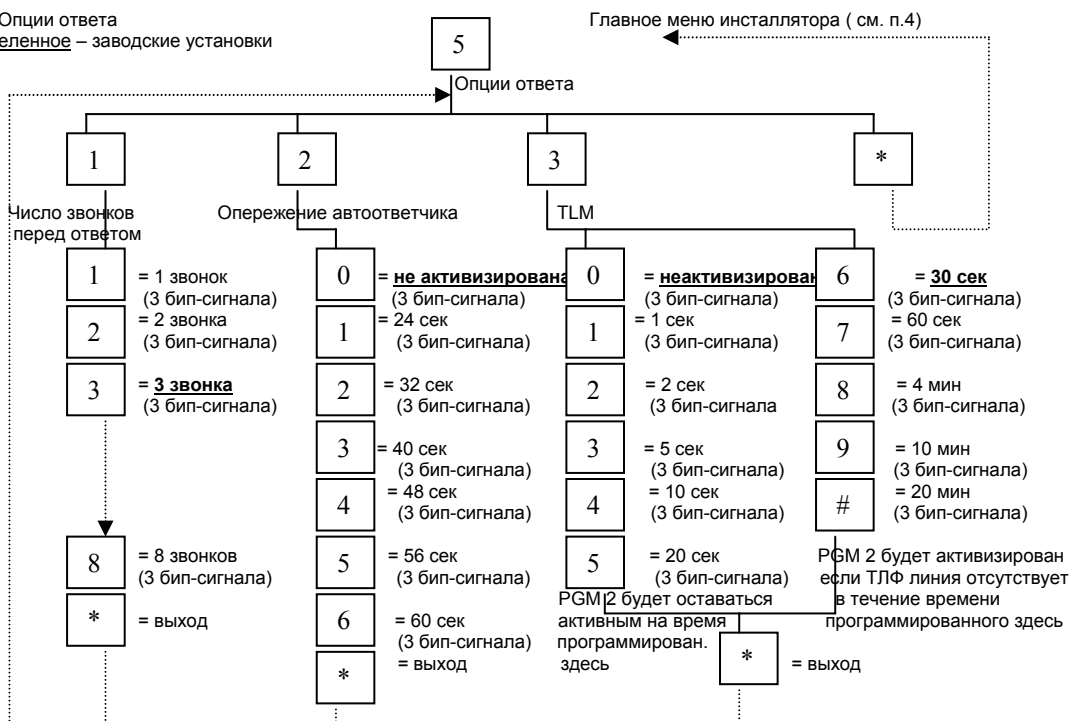 Опции ответа
еленное – заводские установки
Главное меню инсталлятора ( см. п.4)
5
Опции ответа
1
2
3
*
Число звонков
перед ответом
1
= 1 звонок
(3 бип-сигнала)
2
= 2 звонка
(3 бип-сигнала)
3
= 3 звонка
(3 бип-сигнала)
8
= 8 звонков
(3 бип-сигнала)
*
= выход
Опережение автоответчика
0
= не активизирована
(3 бип-сигнала)
1
= 24 сек
(3 бип-сигнала)
2
= 32 сек
(3 бип-сигнала)
3
= 40 сек
(3 бип-сигнала)
4
= 48 сек
(3 бип-сигнала)
5
= 56 сек
(3 бип-сигнала)
6
= 60 сек
(3 бип-сигнала)
*
= выход
TLM
0
= неактивизирован
(3 бип-сигнала)
1
= 1 сек
(3 бип-сигнала)
2
= 2 сек
(3 бип-сигнала
3
= 5 сек
(3 бип-сигнала)
4
= 10 сек
(3 бип-сигнала)
5
= 20 сек
(3 бип-сигнала)
PGM 2 будет оставаться
активным на время
программирован.
здесь
6
= 30 сек
(3 бип-сигнала)
7
= 60 сек
(3 бип-сигнала)
8
= 4 мин
(3 бип-сигнала)
9
= 10 мин
(3 бип-сигнала)
#
= 20 мин
(3 бип-сигнала)
PGM 2 будет активизирован
если ТЛФ линия отсутствует
в течение времени
программированного здесь
*
= выход